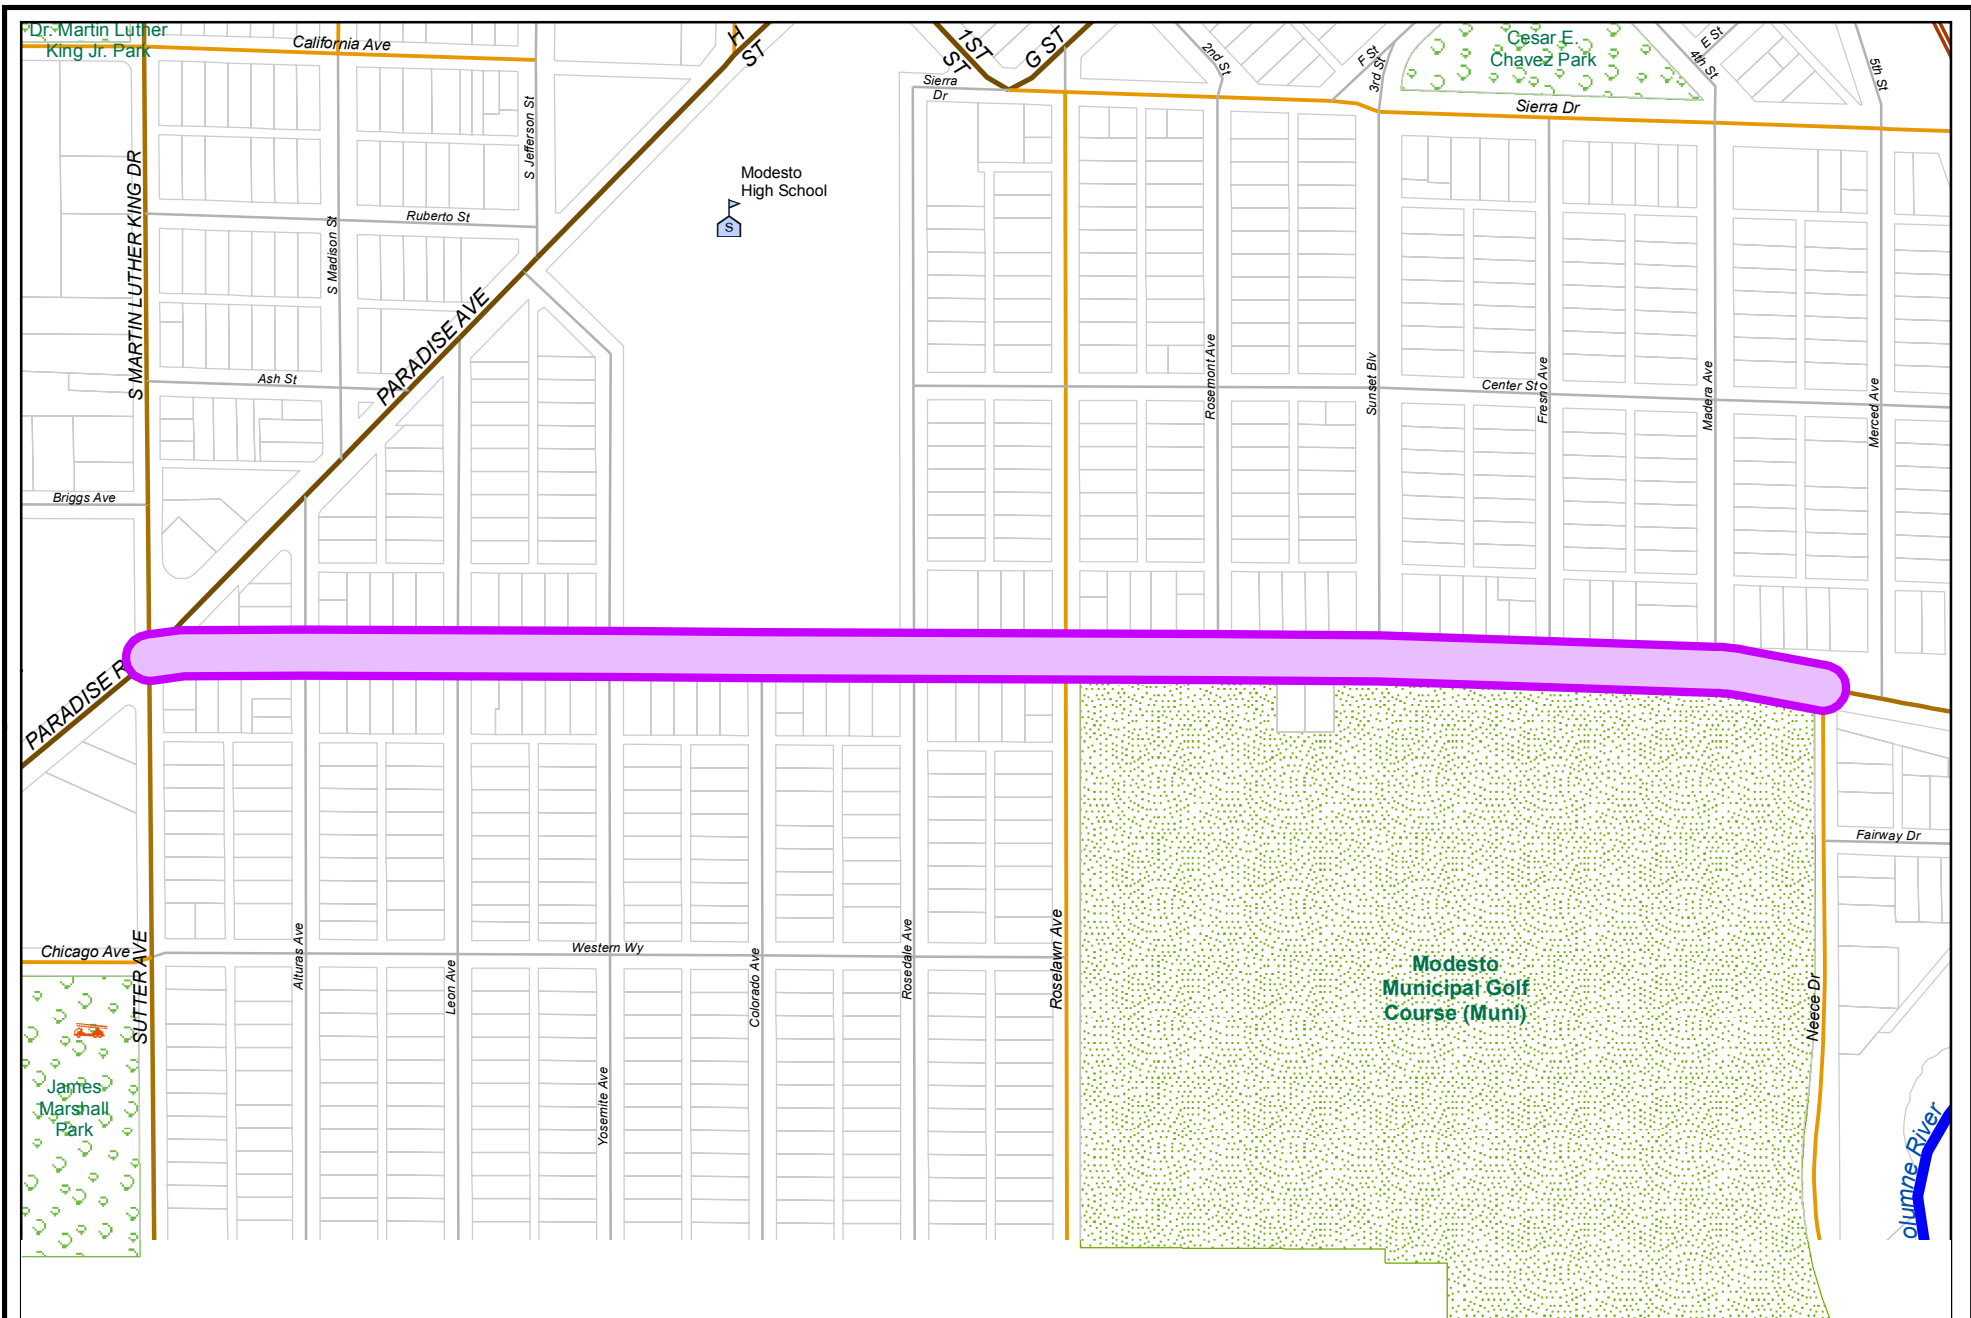 Dr. Martin Luther
King Jr. Park
California Ave
H
ST
1ST
ST
G ST
2nd St
F St
3rd St
Cesar E.
Chavez Park
E St
4th St
5th St
Sierra
Dr
Sierra Dr
S Jefferson St
S MARTIN LUTHER KING DR
Modesto
High School
S
Ruberto St
S Madison St
PARADISE AVE
Ash St
Rosemont Ave
Sunset Blv
Center St
Fresno Ave
Madera Ave
Merced Ave
Briggs Ave
PARADISE R
Fairway Dr
Chicago Ave
SUTTER AVE
Alturas Ave
Leon Ave
Western Wy
Yosemite Ave
Colorado Ave
Rosedale Ave
Roselawn Ave
Modesto
Municipal Golf
Course (Muni)
Neece Dr
James
Marshall
Park
olumne River